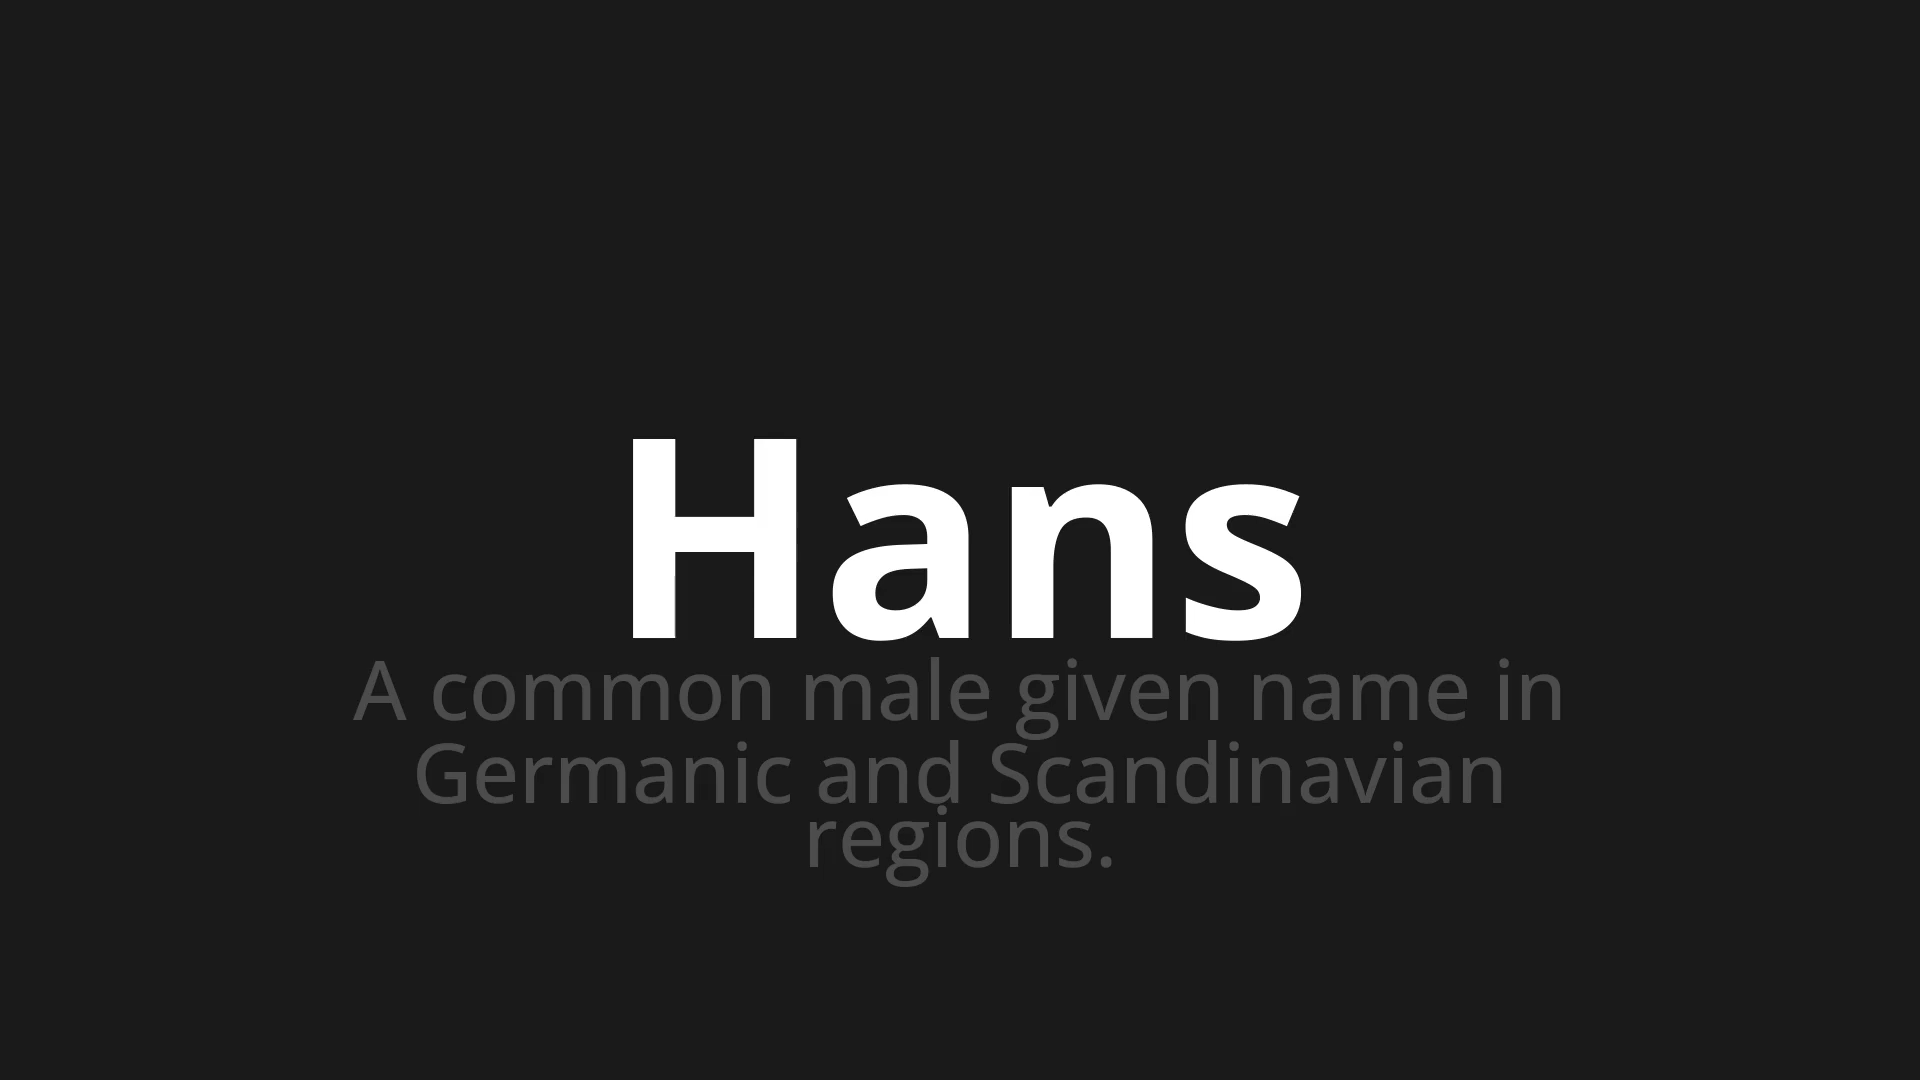 Hans
A common male given name in
Germanic and Scandinavian
regions.